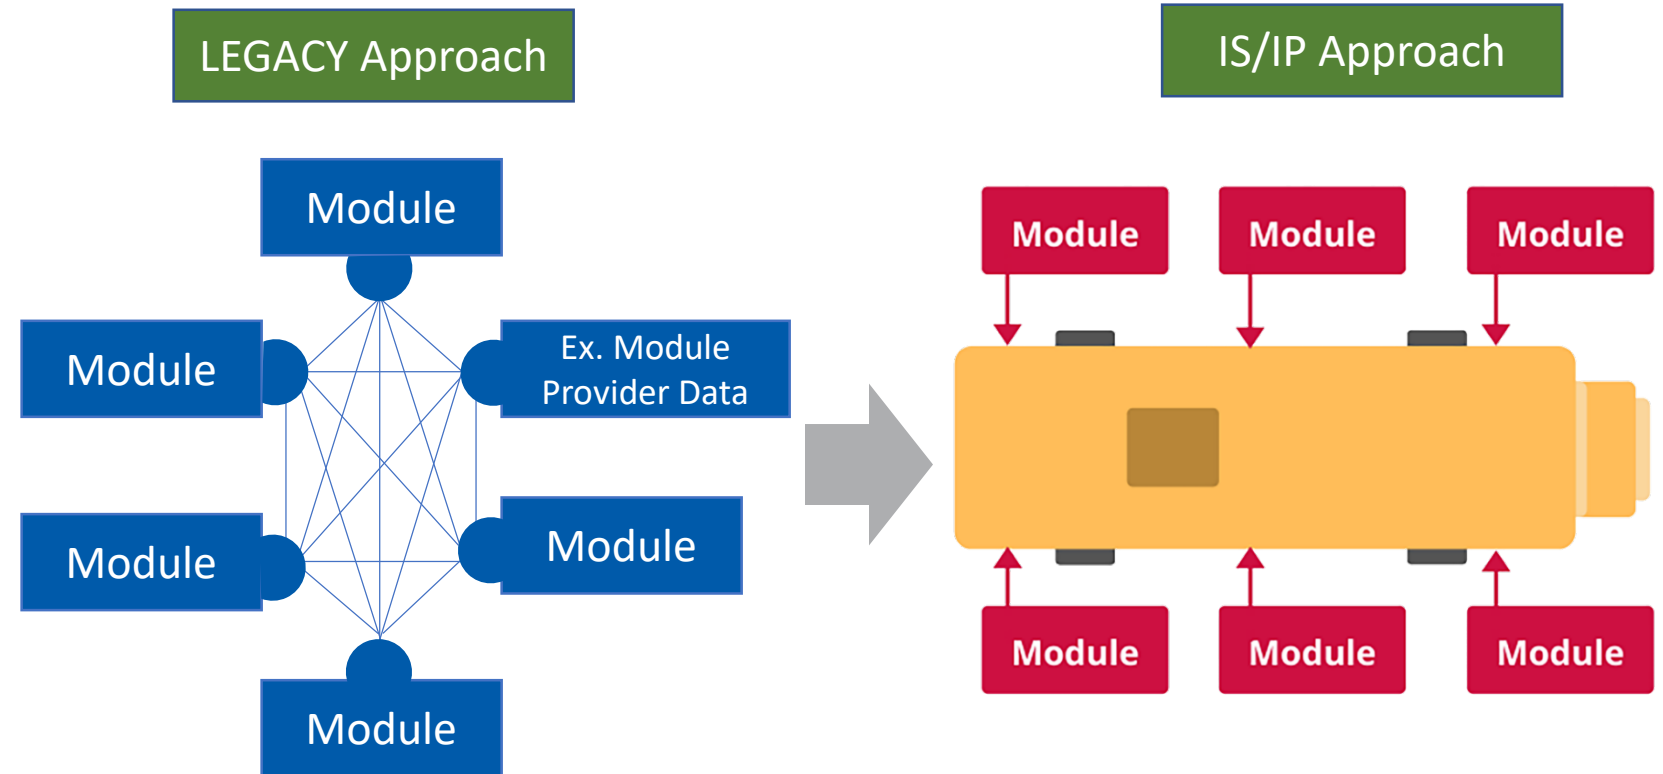 LEGACY Approach
IS/IP Approach
Module
Module
Ex. Module
Provider Data
Module
Module
Module
Module
Module
Module
Module
Module
Module